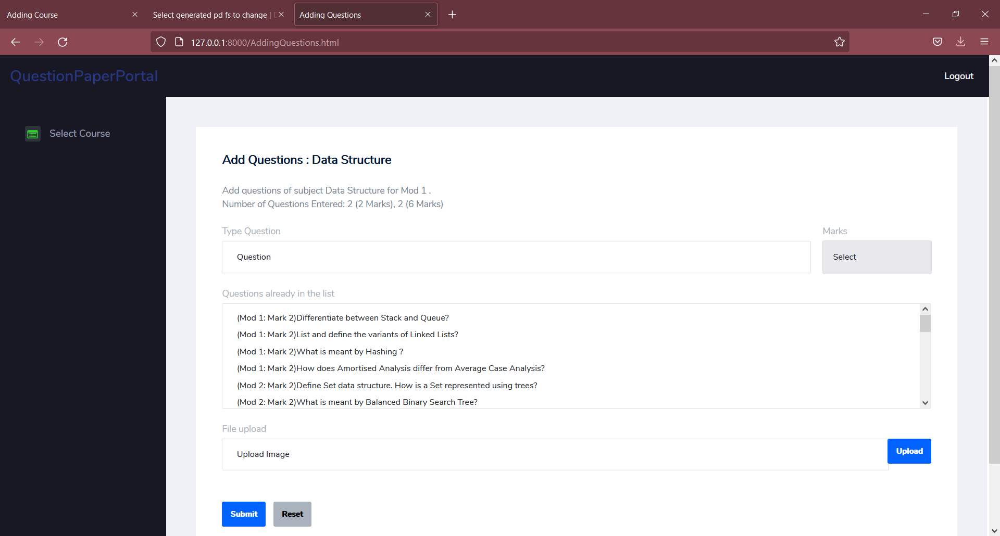 Adding Course
Select generated pd fs to change |
Adding Questions
127.0.0.1:8000/AddingQuestions.html
QuestionPaperPortal
Logout
Select Course
Add Questions : Data Structure
Add questions of subject Data Structure for Mod 1 .
Number of Questions Entered: 2 (2 Marks), 2 (6 Marks)
Type Question
Marks
Question
Select
Questions already in the list
(Mod 1: Mark 2)Differentiate between Stack and Queue?
(Mod 1: Mark 2)List and define the variants of Linked Lists?
(Mod 1: Mark 2)What is meant by Hashing ?
(Mod 1: Mark 2)How does Amortised Analysis differ from Average Case Analysis?
(Mod 2: Mark 2)Define Set data structure. How is a Set represented using trees?
(Mod 2: Mark 2)What is meant by Balanced Binary Search Tree?
File upload
Upload Image
Upload
Submit
Reset